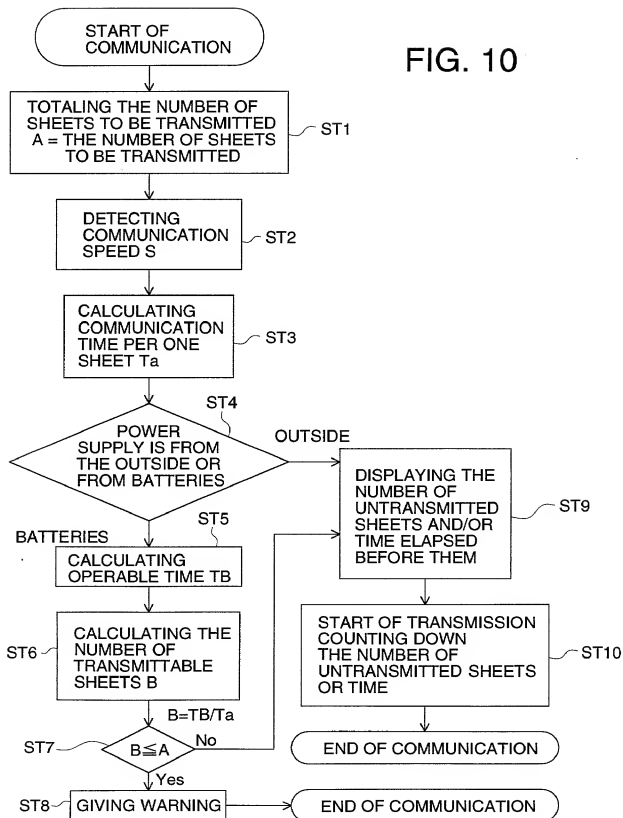 START OF
COMMUNICATION
FIG. 10
TOTALING THE NUMBER OF
SHEETS TO BE TRANSMITTED
A = THE NUMBER OF SHEETS
TO BE TRANSMITTED
ST1
DETECTING
COMMUNICATION
SPEED S
ST2
CALCULATING
COMMUNICATION
TIME PER ONE
SHEET Ta
ST3
ST4
POWER
SUPPLY IS FROM
THE OUTSIDE OR
FROM BATTERIES
OUTSIDE
BATTERIES
ST5
CALCULATING
OPERABLE TIME TB
ST6
CALCULATING THE
NUMBER OF
TRANSMITTABLE
SHEETS B
B=TB/Ta
ST7
B≦A
No
Yes
ST8
GIVING WARNING
END OF COMMUNICATION
DISPLAYING THE
NUMBER OF
UNTRANSMITTED
SHEETS AND/OR
TIME ELAPSED
BEFORE THEM
ST9
START OF TRANSMISSION
COUNTING DOWN
THE NUMBER OF
UNTRANSMITTED SHEETS
OR TIME
ST10
END OF COMMUNICATION